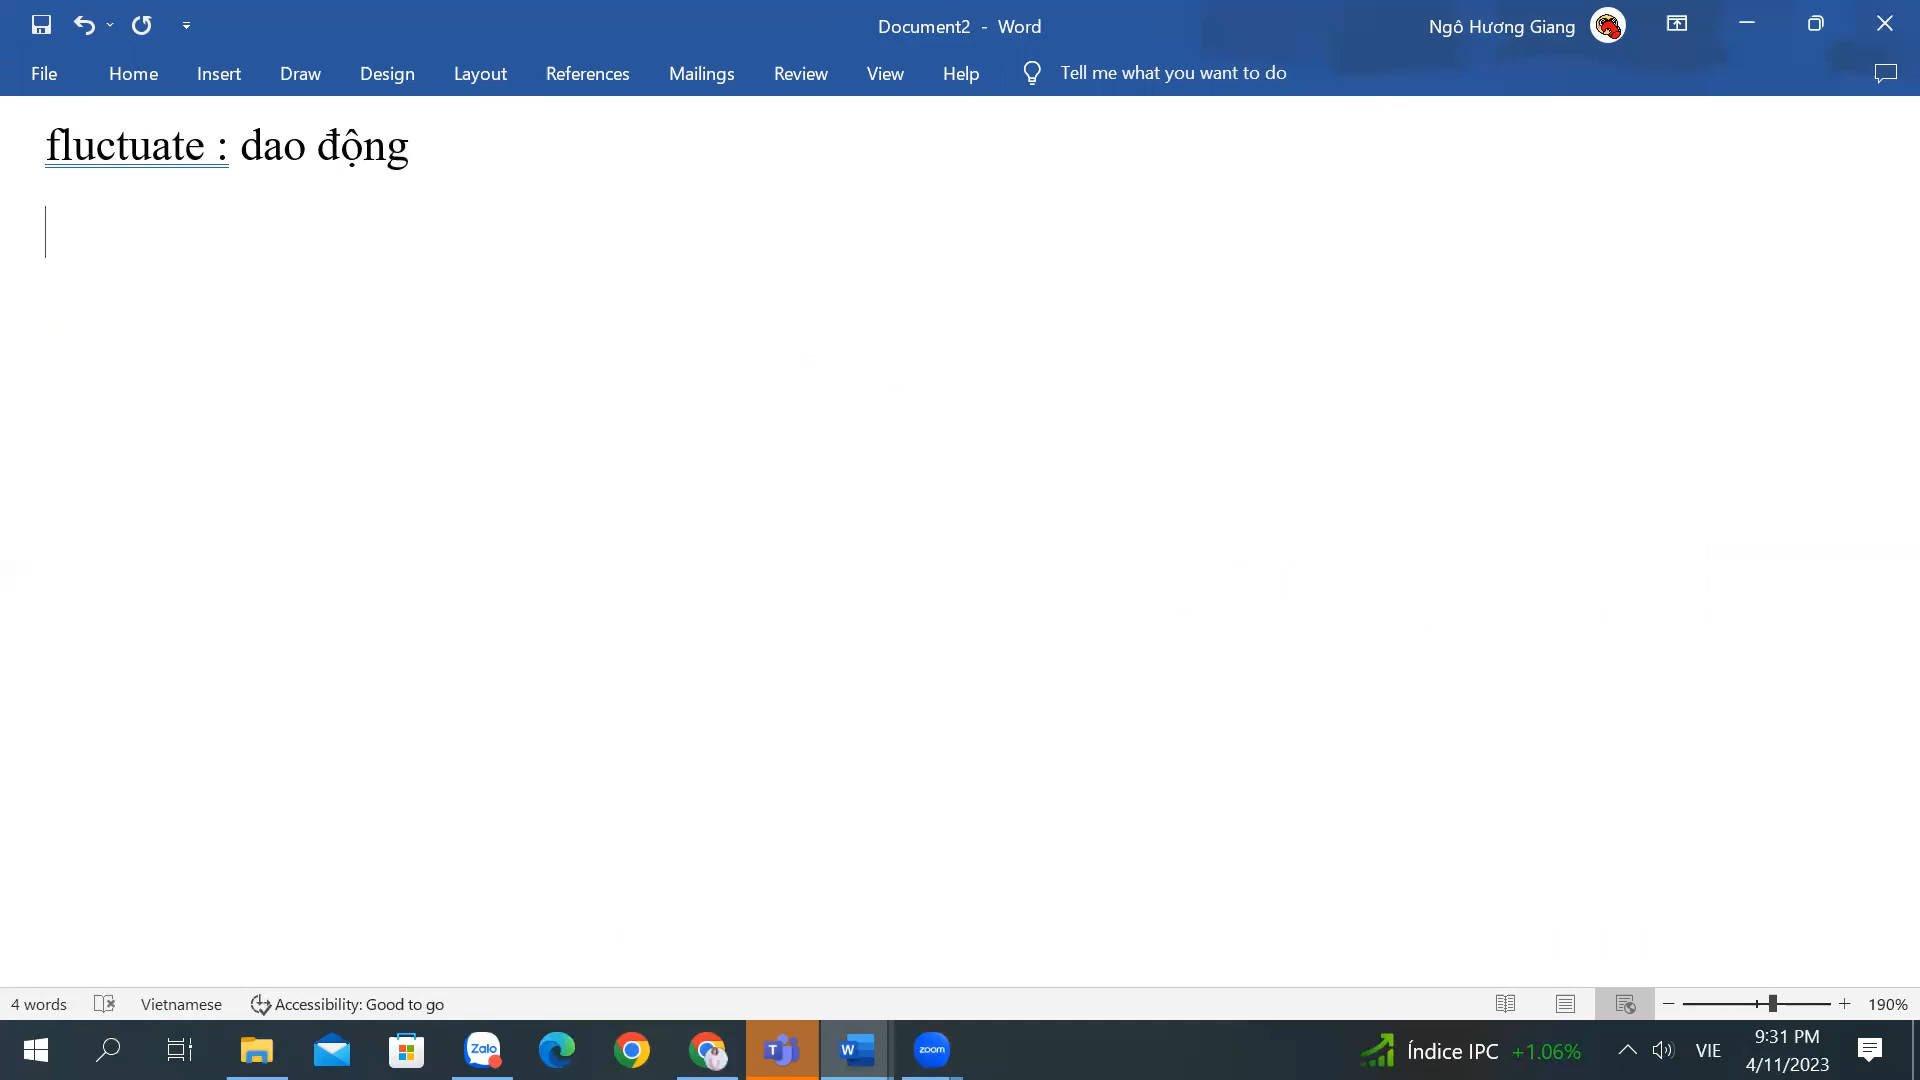 Document2 - Word
Ngô Hương Giang
File Home Insert Draw Design Layout References Mailings Review View Help Tell me what you want to do
fluctuate : dao động
4 words Vietnamese Accessibility: Good to go 190%
Zalo
T
W
zoom
Índice IPC +1.06%
VIE
9:31 PM
4/11/2023